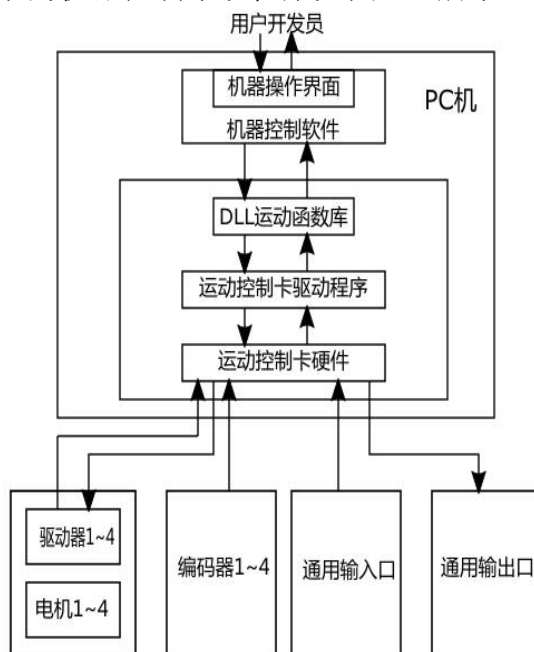 用户开发员
机器操作界面
PC机
机器控制软件
DLL运动函数库
运动控制卡驱动程序
运动控制卡硬件
驱动器1~4
电机1~4
编码器1~4
通用输入口
通用输出口